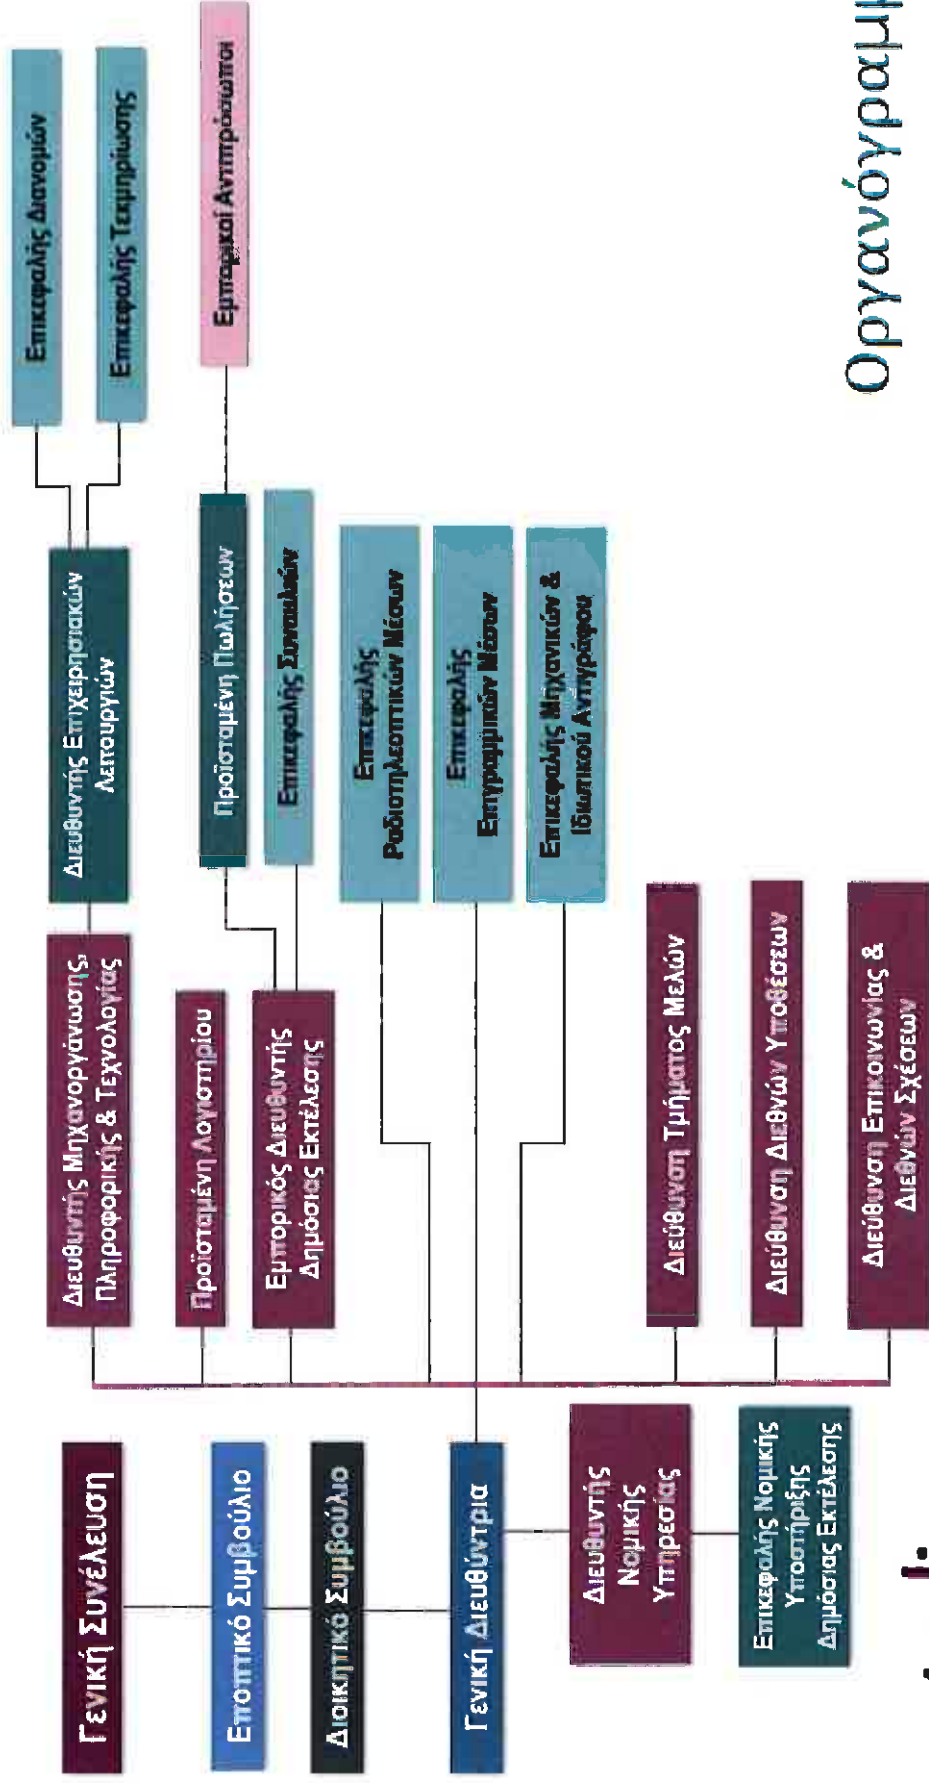 Γενική Συνέλευση
Εποπτικό Συμβούλιο
Διοικητικό Συμβούλιο
Γενική Διευθύντρια
Διευθυντής
Νομικής
Υπηρεσίας
Επικεφαλής Νομικής
Υποστήριξης
Δημόσιας Εκτέλεσης
Διευθυντής Μηχανοργάνωσης,
Πληροφορικής & Τεχνολογίας
Προϊσταμένη Λογιστηρίου
Εμπορικός Διευθυντής
Δημόσιας Εκτέλεσης
Διεύθυνση Τμήματος Μελών
Διεύθυνση Διεθνών Υποθέσεων
Διεύθυνση Επικοινωνίας &
Διεθνών Σχέσεων
Διευθυντής Επιχειρησιακών
Λειτουργιών
Προϊσταμένη Πωλήσεων
Επικεφαλής Συναυλιών
Επικεφαλής
Ραδιοτηλεοπτικών Μέσων
Επικεφαλής
Επιγραμμικών Μέσων
Επικεφαλής Μηχανικών &
Ιδιωτικού Αντιγράφου
Επικεφαλής Διανομών
Επικεφαλής Τεκμηρίωσης
Εμπορικοί Αντιπρόσωποι
Οργανόγραμμ